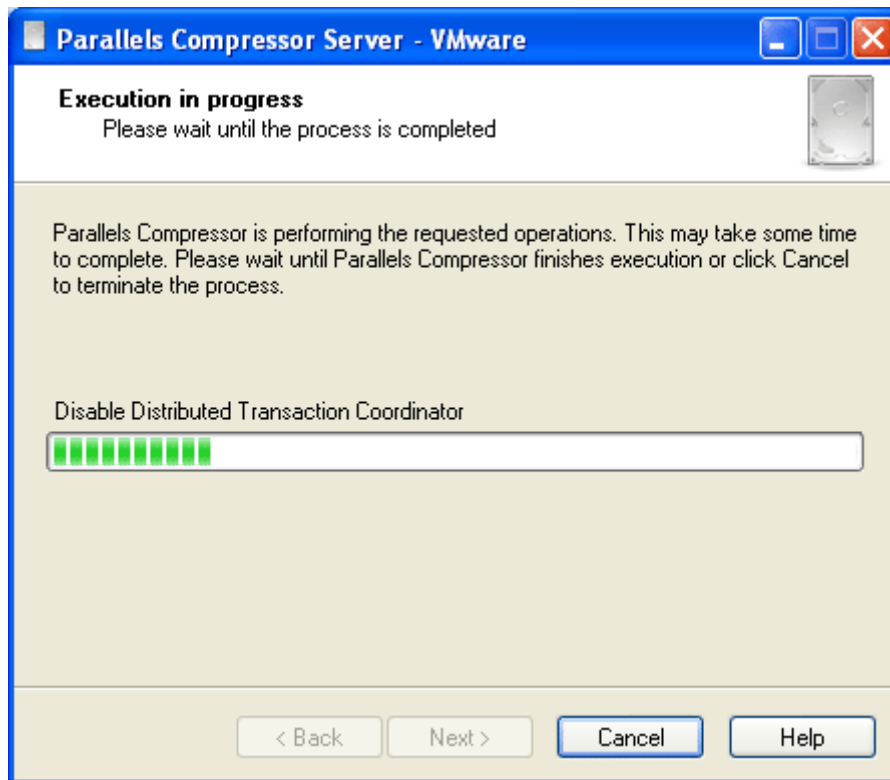 Parallels Compressor Server - VMware
Execution in progress
Please wait until the process is completed
Parallels Compressor is performing the requested operations. This may take some time
to complete. Please wait until Parallels Compressor finishes execution or click Cancel
to terminate the process.
Disable Distributed Transaction Coordinator
< Back Next > Cancel Help